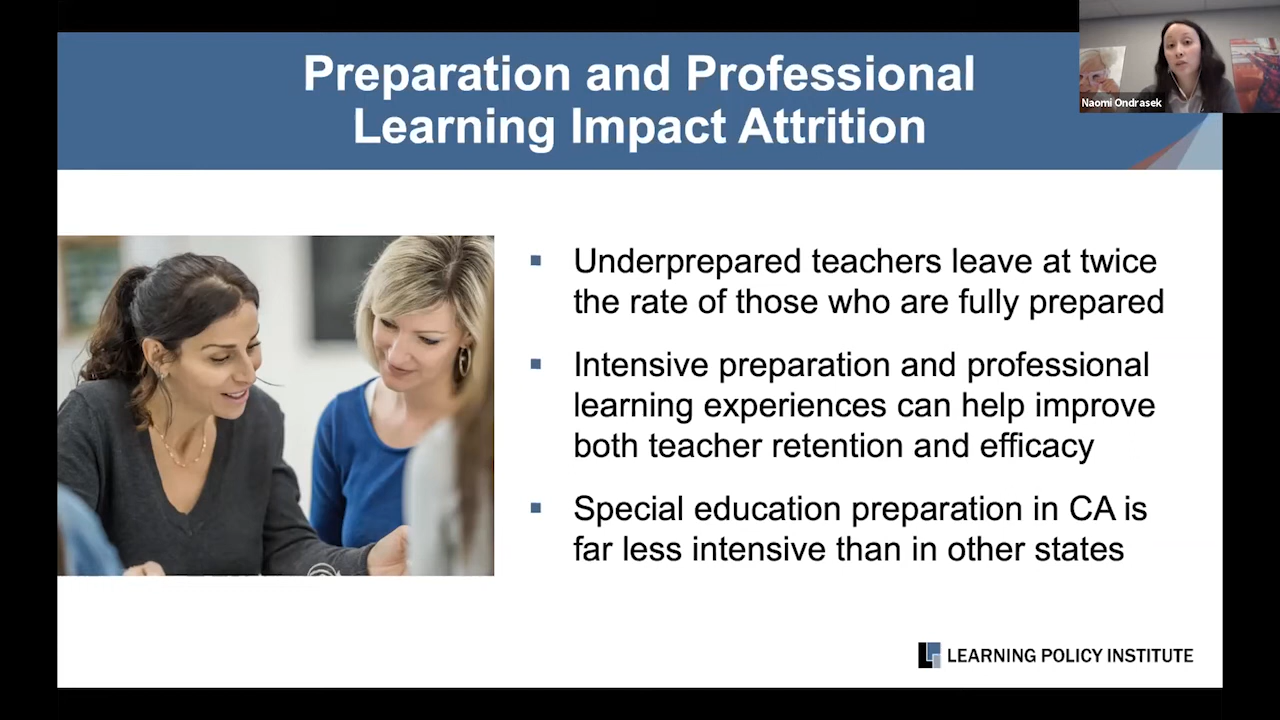 Preparation and Professional
Learning Impact Attrition
Naomi Ondrasek
▪ Underprepared teachers leave at twice
the rate of those who are fully prepared
▪ Intensive preparation and professional
learning experiences can help improve
both teacher retention and efficacy
▪ Special education preparation in CA is
far less intensive than in other states
LEARNING POLICY INSTITUTE